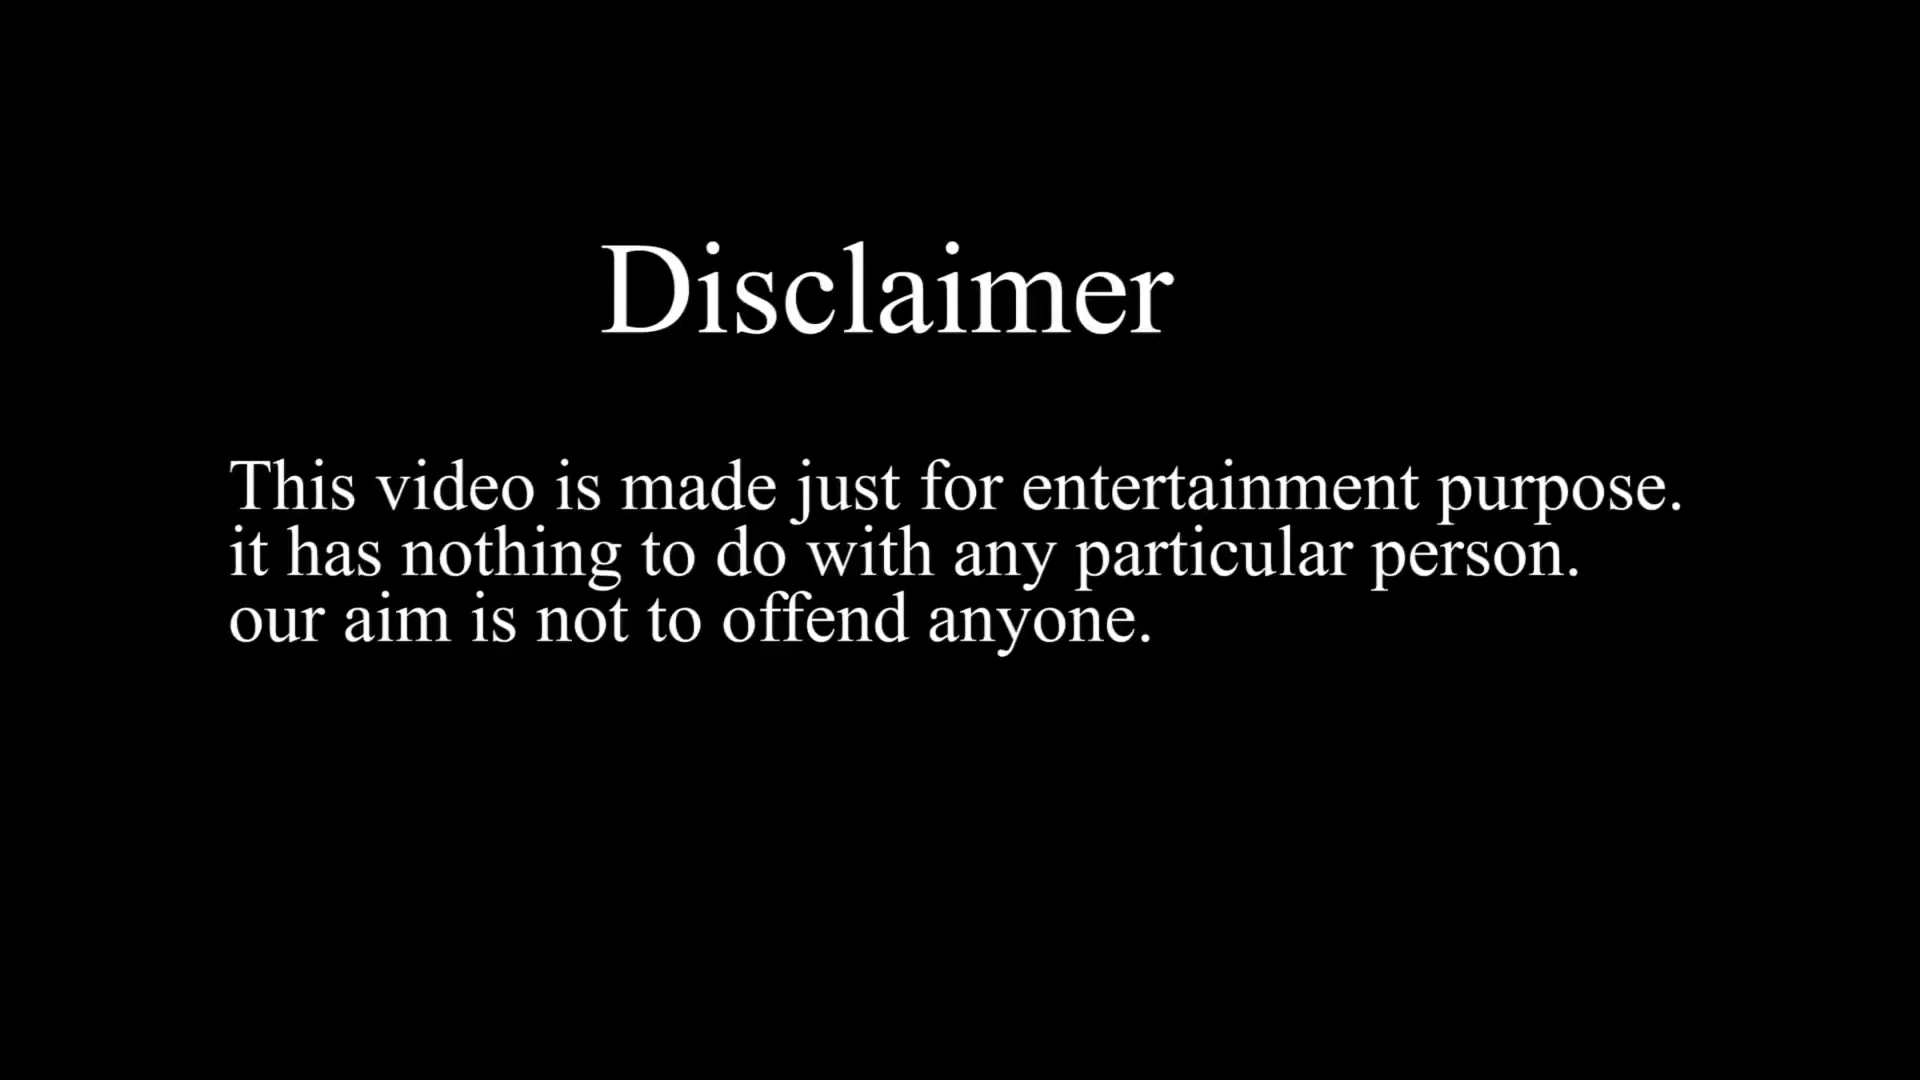 Disclaimer
This video is made just for entertainment purpose.
it has nothing to do with any particular person.
our aim is not to offend anyone.